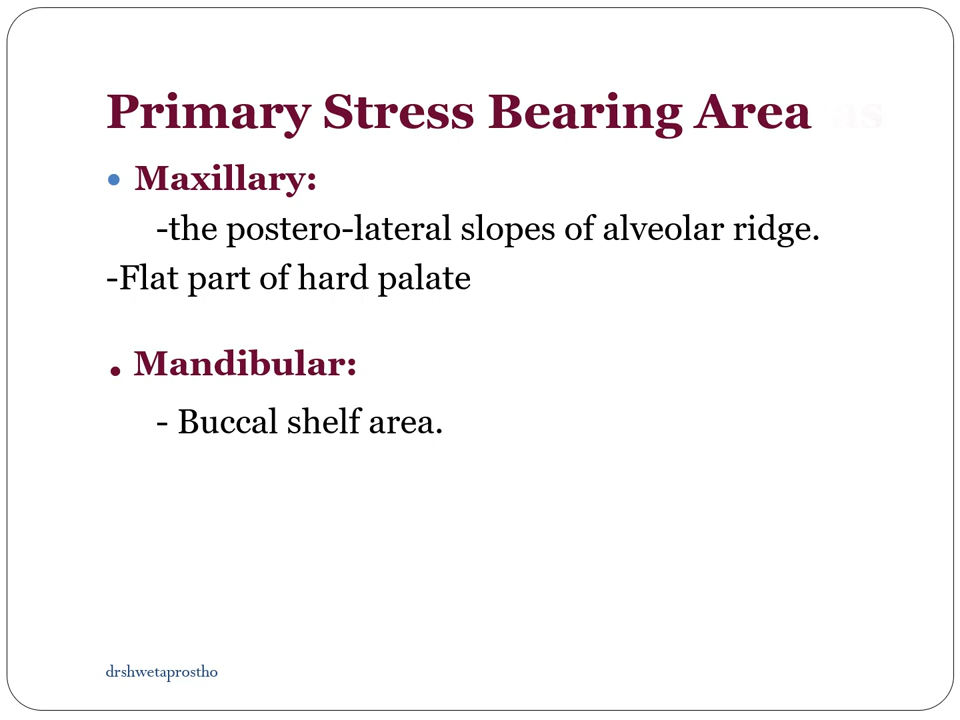 Primary Stress Bearing Area as
• Maxillary:
-the postero-lateral slopes of alveolar ridge.
-Flat part of hard palate
. Mandibular:
- Buccal shelf area.
drshwetaprostho